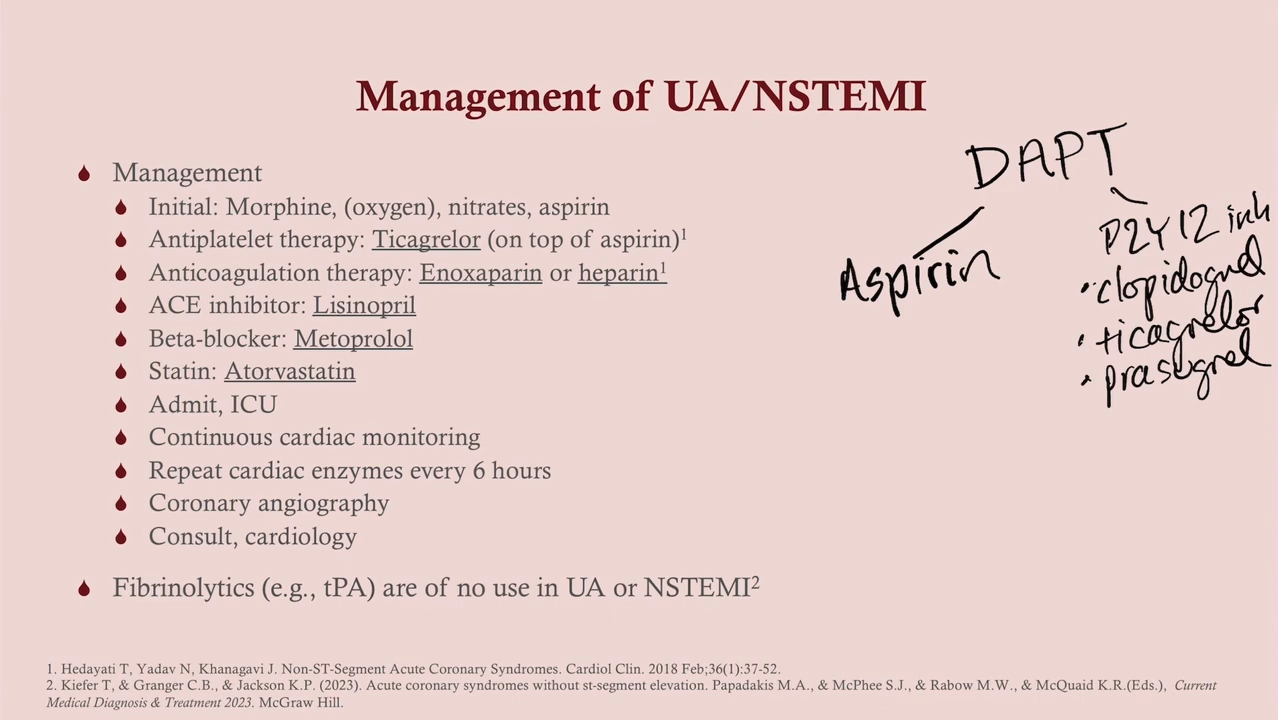 Management of UA/NSTEMI
Management
Initial: Morphine, (oxygen), nitrates, aspirin
Antiplatelet therapy: Ticagrelor (on top of aspirin)¹
Anticoagulation therapy: Enoxaparin or heparin¹
ACE inhibitor: Lisinopril
Beta-blocker: Metoprolol
Statin: Atorvastatin
Admit, ICU
Continuous cardiac monitoring
Repeat cardiac enzymes every 6 hours
Coronary angiography
Consult, cardiology
Fibrinolytics (e.g., tPA) are of no use in UA or NSTEMI²
DAPT
Aspirin
P2Y12 inh
• clopidogrel
• ticagrelor
• prasugrel
1. Hedayati T, Yadav N, Khanagavi J. Non-ST-Segment Acute Coronary Syndromes. Cardiol Clin. 2018 Feb;36(1):37-52.
2. Kiefer T, & Granger C.B., & Jackson K.P. (2023). Acute coronary syndromes without st-segment elevation. Papadakis M.A., & McPhee S.J., & Rabow M.W., & McQuaid K.R.(Eds.), Current
Medical Diagnosis & Treatment 2023. McGraw Hill.